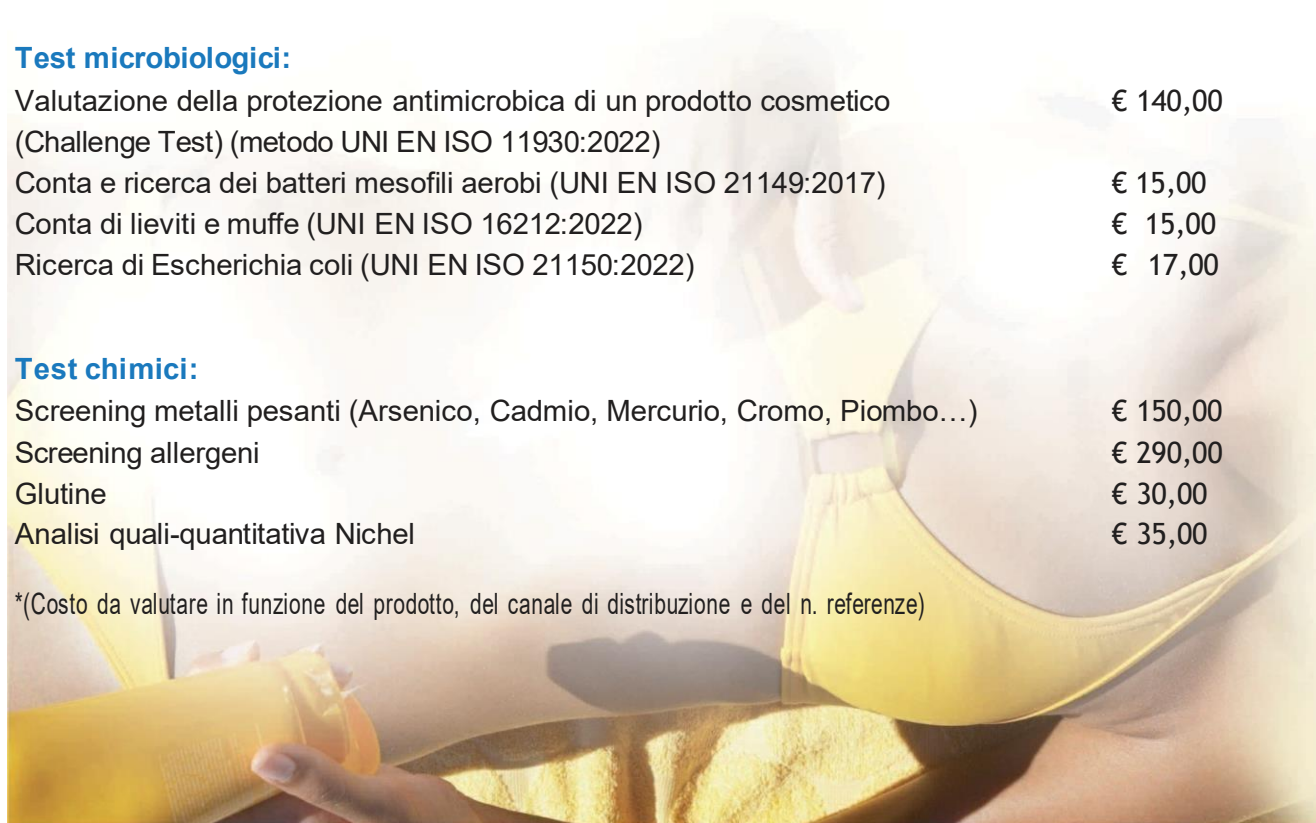 Test microbiologici:
Valutazione della protezione antimicrobica di un prodotto cosmetico € 140,00
(Challenge Test) (metodo UNI EN ISO 11930:2022)
Conta e ricerca dei batteri mesofili aerobi (UNI EN ISO 21149:2017) € 15,00
Conta di lieviti e muffe (UNI EN ISO 16212:2022) € 15,00
Ricerca di Escherichia coli (UNI EN ISO 21150:2022) € 17,00
Test chimici:
Screening metalli pesanti (Arsenico, Cadmio, Mercurio, Cromo, Piombo…) € 150,00
Screening allergeni € 290,00
Glutine € 30,00
Analisi quali-quantitativa Nichel € 35,00
*(Costo da valutare in funzione del prodotto, del canale di distribuzione e del n. referenze)